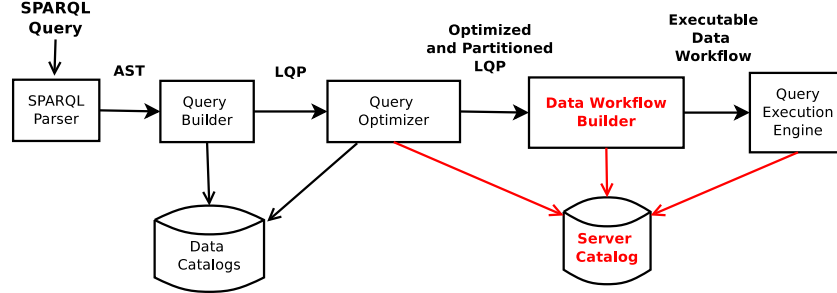 SPARQL
Query
AST
LQP
Optimized
and Partitioned
LQP
Executable
Data
Workflow
SPARQL
Parser
Query
Builder
Query
Optimizer
Data Workflow
Builder
Query
Execution
Engine
Data
Catalogs
Server
Catalog